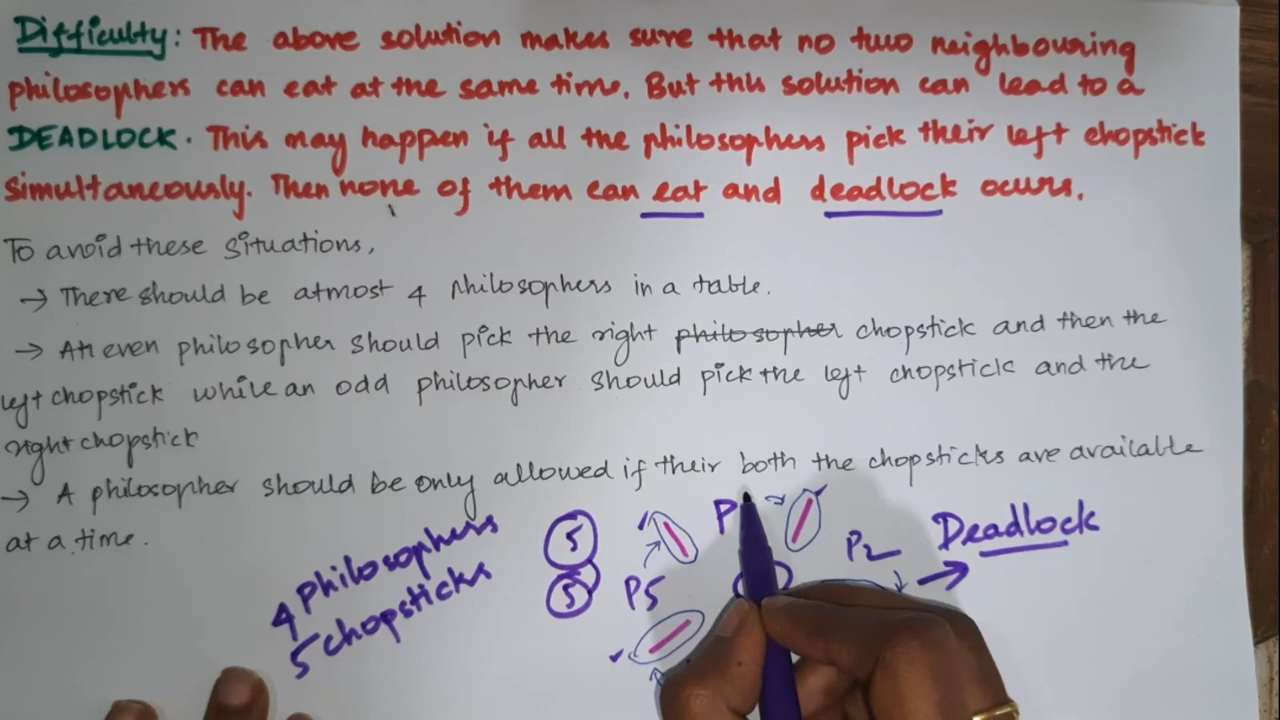 Difficulty: The above solution makes sure that no two neighbouring
philosophers can eat at the same time. But this solution can lead to a
DEADLOCK. This may happen if all the philosophers pick their left chopstick
simultaneously. Then none of them can eat and deadlock ocurs.
To avoid these situations,
→ There should be atmost 4 philosophers in a table.
→ An even philosopher should pick the right philosopher chopstick and then the
left chopstick while an odd philosopher should pick the left chopstick and the
right chopstick
→ A philosopher should be only allowed if their both the chopsticks are available
at a time.
4 philosophers
5 chopsticks
5
5
P5
P
P2
Deadlock